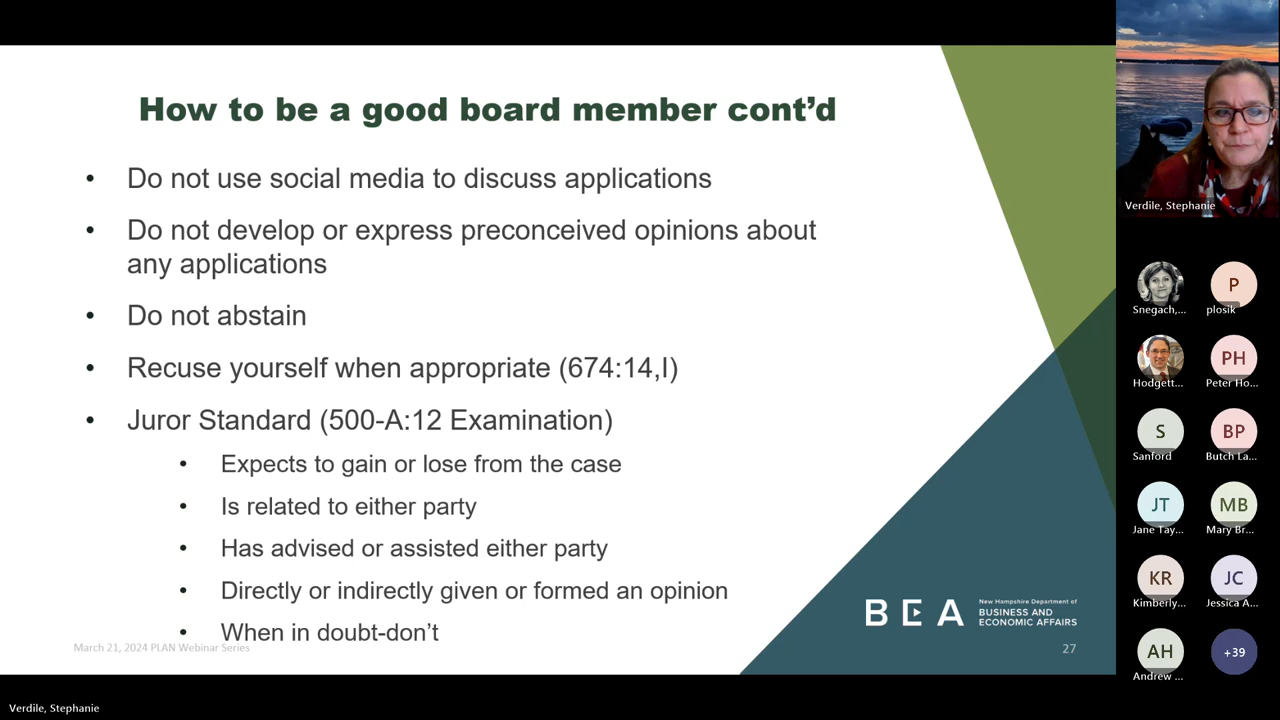 How to be a good board member cont’d
• Do not use social media to discuss applications
• Do not develop or express preconceived opinions about
any applications
• Do not abstain
• Recuse yourself when appropriate (674:14,I)
• Juror Standard (500-A:12 Examination)
• Expects to gain or lose from the case
• Is related to either party
• Has advised or assisted either party
• Directly or indirectly given or formed an opinion
• When in doubt-don’t
March 21, 2024 PLAN Webinar Series
BEA
New Hampshire Department of
BUSINESS AND
ECONOMIC AFFAIRS
27
Verdile, Stephanie
Snegach,...
P
plosik
Hodgett...
PH
Peter Ho...
S
Sanford
BP
Butch La...
JT
Jane Tay...
MB
Mary Br...
KR
Kimberly...
JC
Jessica A...
AH
Andrew ...
+39
Verdile, Stephanie